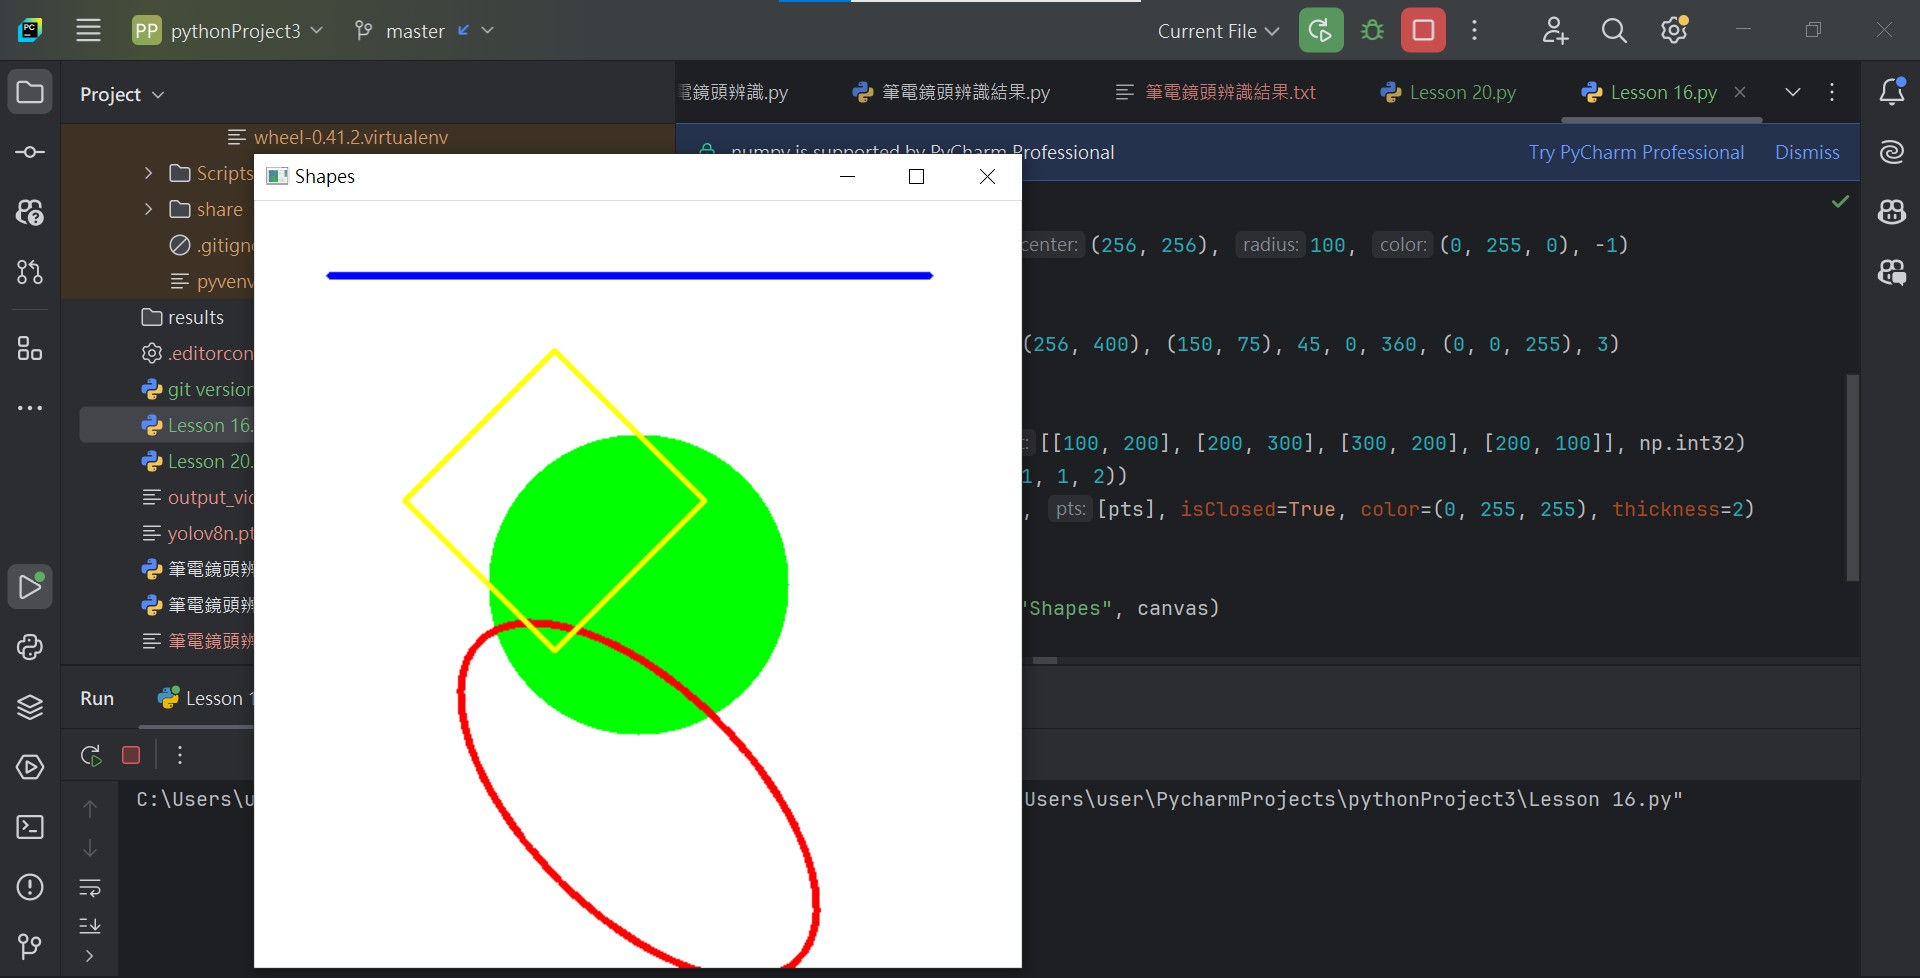 PP pythonProject3 master Current File
Project
電鏡頭辨識.py 筆電鏡頭辨識結果.py 筆電鏡頭辨識結果.txt Lesson 20.py Lesson 16.py
wheel-0.41.2.virtualenv
numpy is supported by PyCharm Professional Try PyCharm Professional Dismiss
Scripts
Shapes
share
.gitign
pyven
results
.editorcon
git version
Lesson 16.
Lesson 20.
output_vid
yolov8n.pt
筆電鏡頭辨
筆電鏡頭辨
筆電鏡頭辨
center: (256, 256), radius: 100, color: (0, 255, 0), -1)
(256, 400), (150, 75), 45, 0, 360, (0, 0, 255), 3)
t: [[100, 200], [200, 300], [300, 200], [200, 100]], np.int32)
1, 1, 2))
, pts: [pts], isClosed=True, color=(0, 255, 255), thickness=2)
"Shapes", canvas)
Run Lesson 1
C:\Users\u
Users\user\PycharmProjects\pythonProject3\Lesson 16.py"